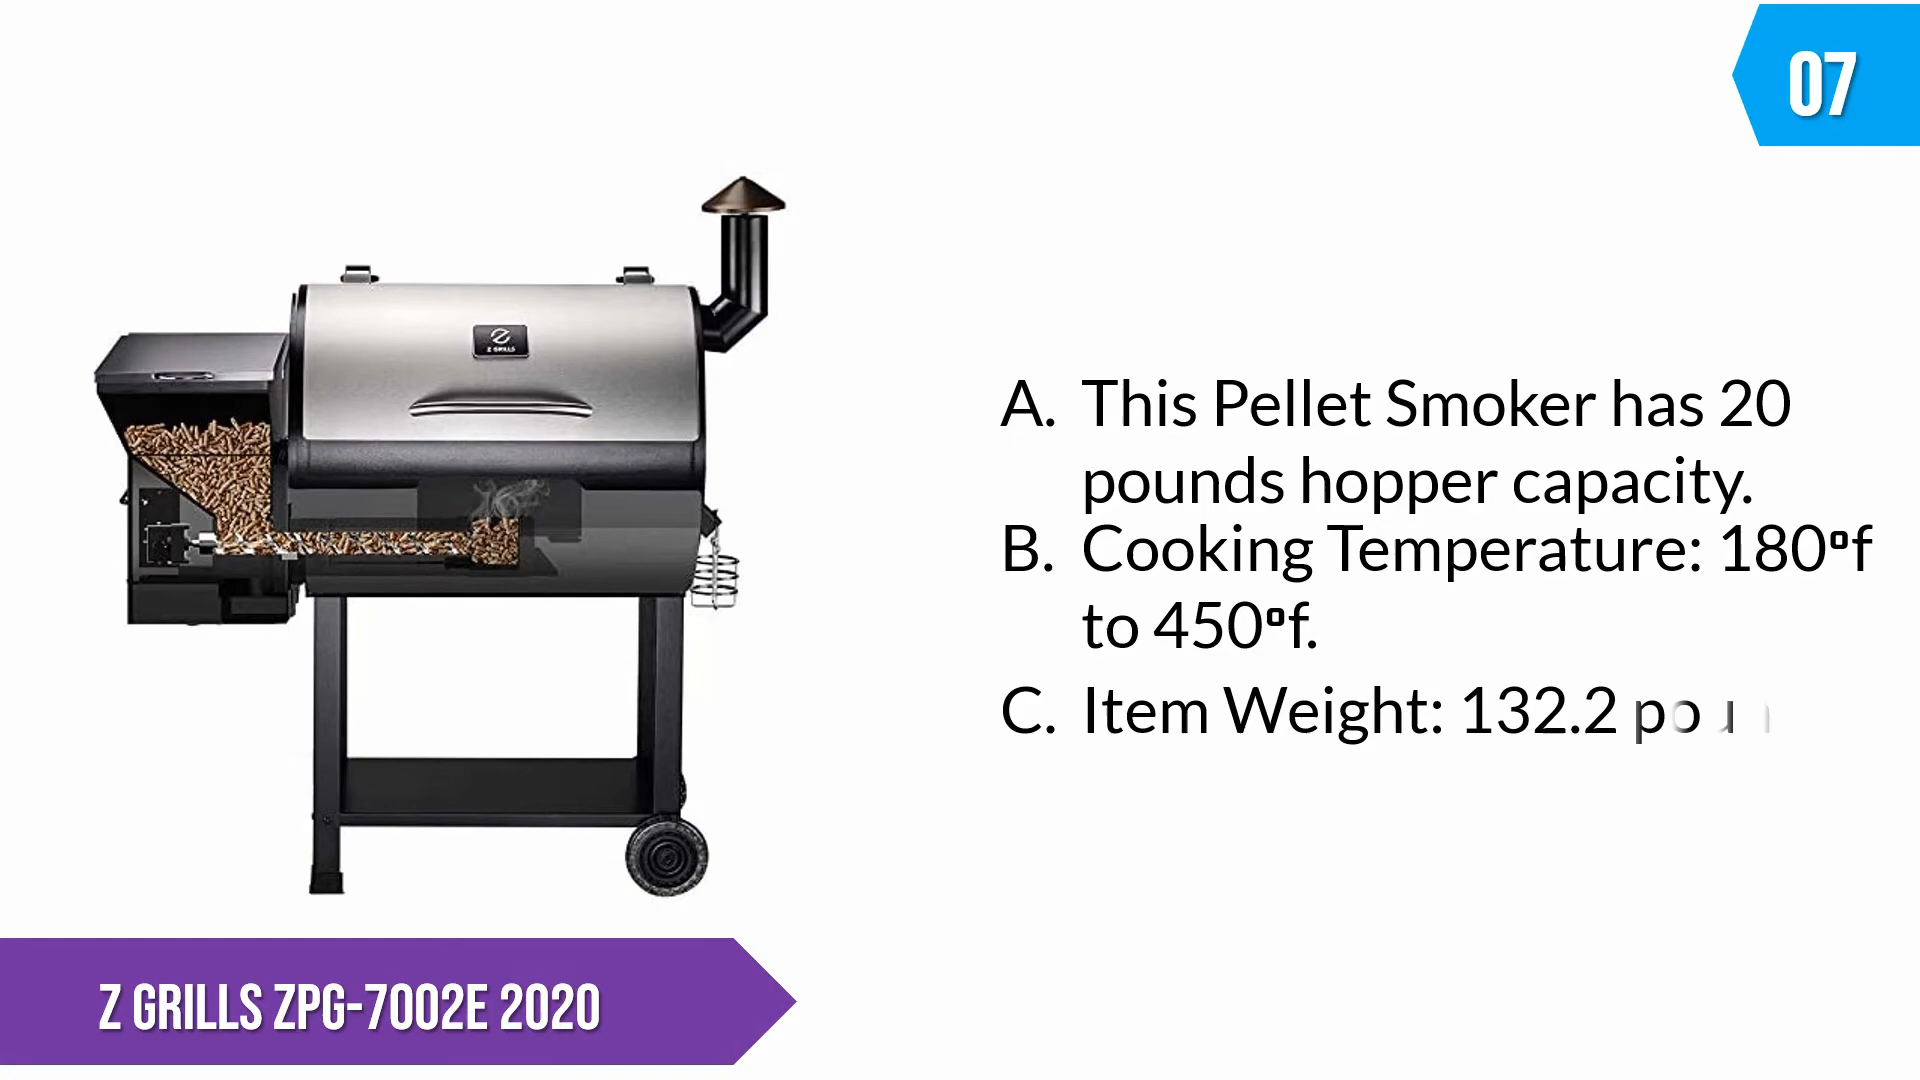 07
Z GRILLS
A. This Pellet Smoker has 20
pounds hopper capacity.
B. Cooking Temperature: 180ºf
to 450ºf.
C. Item Weight: 132.2
Z GRILLS ZPG-7002E 2020